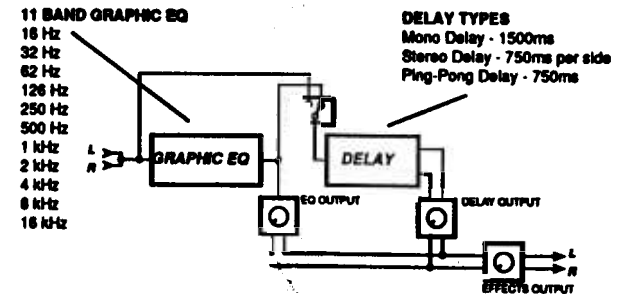 11 BAND GRAPHIC EQ
16 Hz
32 Hz
62 Hz
126 Hz
250 Hz
500 Hz
1 kHz
2 kHz
4 kHz
8 kHz
16 kHz
DELAY TYPES
Mono Delay - 1500ms
Stereo Delay - 750ms per side
Ping-Pong Delay - 750ms
L
R
GRAPHIC EQ
DELAY
EQ OUTPUT
DELAY OUTPUT
L
R
EFFECTS OUTPUT